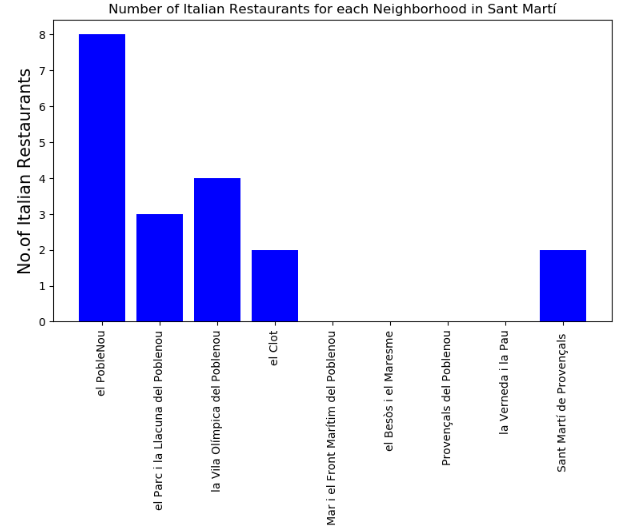 Number of Italian Restaurants for each Neighborhood in Sant Martí
No.of Italian Restaurants
8
7
6
5
4
3
2
1
0
el PobleNou
el Parc i la Llacuna del Poblenou
la Vila Olímpica del Poblenou
el Clot
Mar i el Front Marítim del Poblenou
el Besòs i el Maresme
Provençals del Poblenou
la Verneda i la Pau
Sant Martí de Provençals